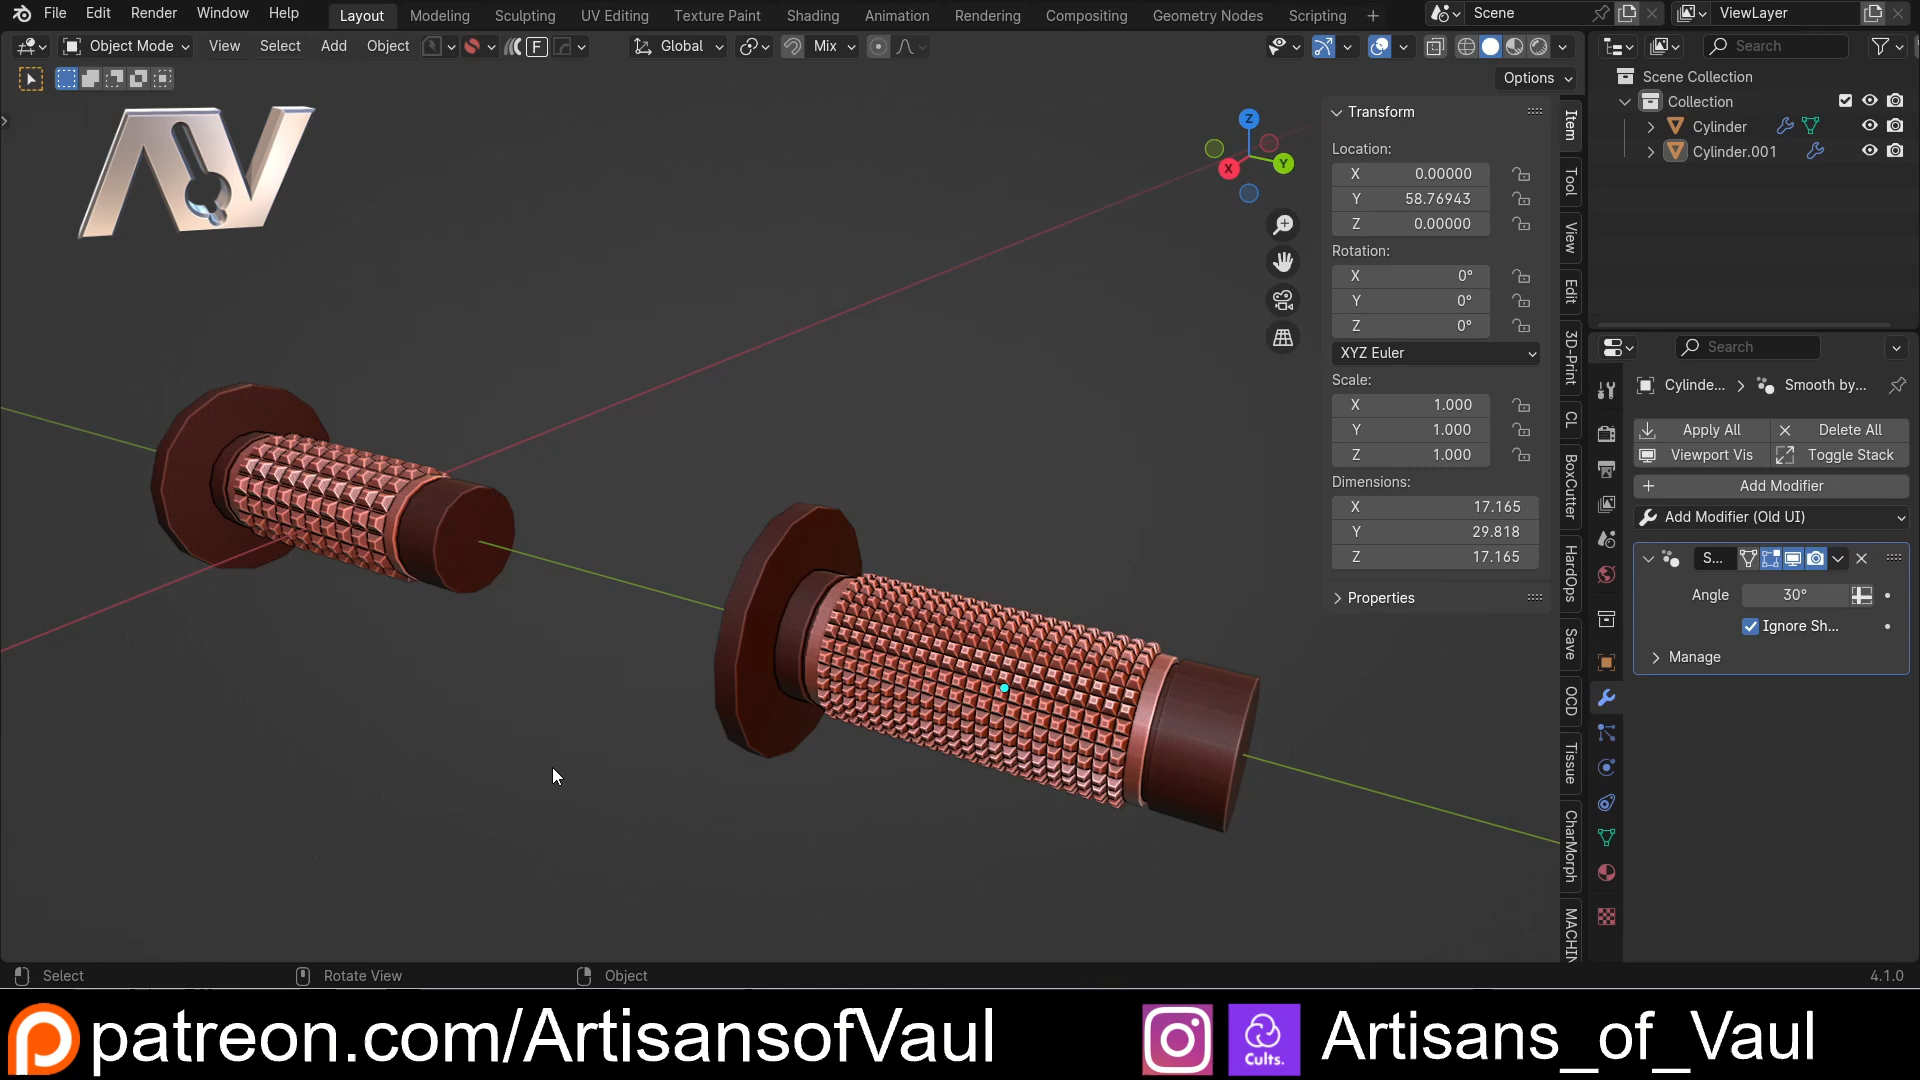 File Edit Render Window Help Layout Modeling Sculpting UV Editing Texture Paint Shading Animation Rendering Compositing Geometry Nodes Scripting + Scene ViewLayer
Object Mode View Select Add Object F Global Mix Search
Options
Scene Collection
Collection
Cylinder
Cylinder.001
Z
Y
X
Transform
Location:
X 0.00000
Y 58.76943
Z 0.00000
Rotation:
X 0°
Y 0°
Z 0°
XYZ Euler
Scale:
X 1.000
Y 1.000
Z 1.000
Dimensions:
X 17.165
Y 29.818
Z 17.165
Properties
Item
Tool
View
Edit
3D-Print
CL
BoxCutter
HardOps
Save
OCD
Tissue
CharMorph
MACHIN
Search
Cylinde... Smooth by...
Apply All Delete All
Viewport Vis Toggle Stack
Add Modifier
Add Modifier (Old UI)
S...
Angle 30°
Ignore Sh...
Manage
Select Rotate View Object 4.1.0
patreon.com/ArtisansofVaul Cults. Artisans_of_Vaul